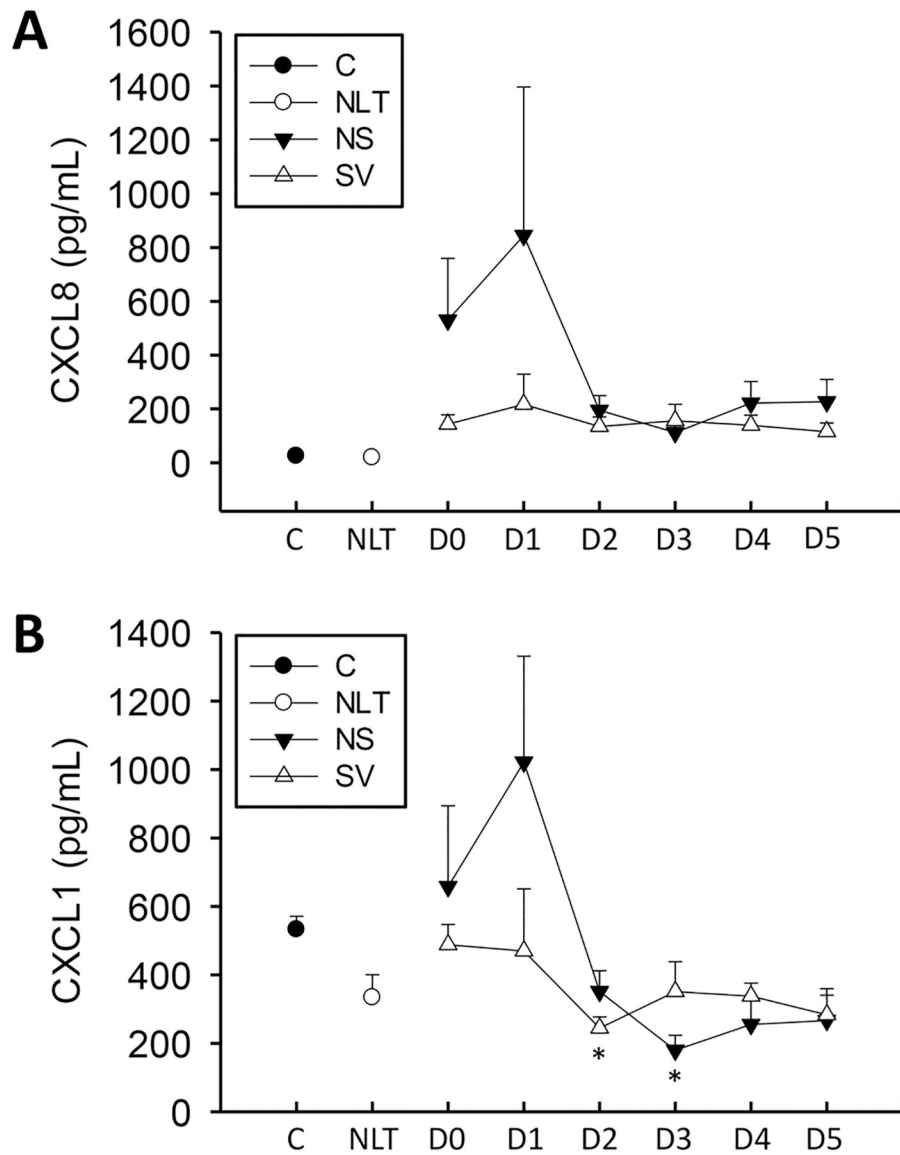 A
CXCL8 (pg/mL)
1600
1400
1200
1000
800
600
400
200
0
C
NLT
NS
SV
C NLT D0 D1 D2 D3 D4 D5
B
CXCL1 (pg/mL)
1400
1200
1000
800
600
400
200
0
C
NLT
NS
SV
*
*
C NLT D0 D1 D2 D3 D4 D5